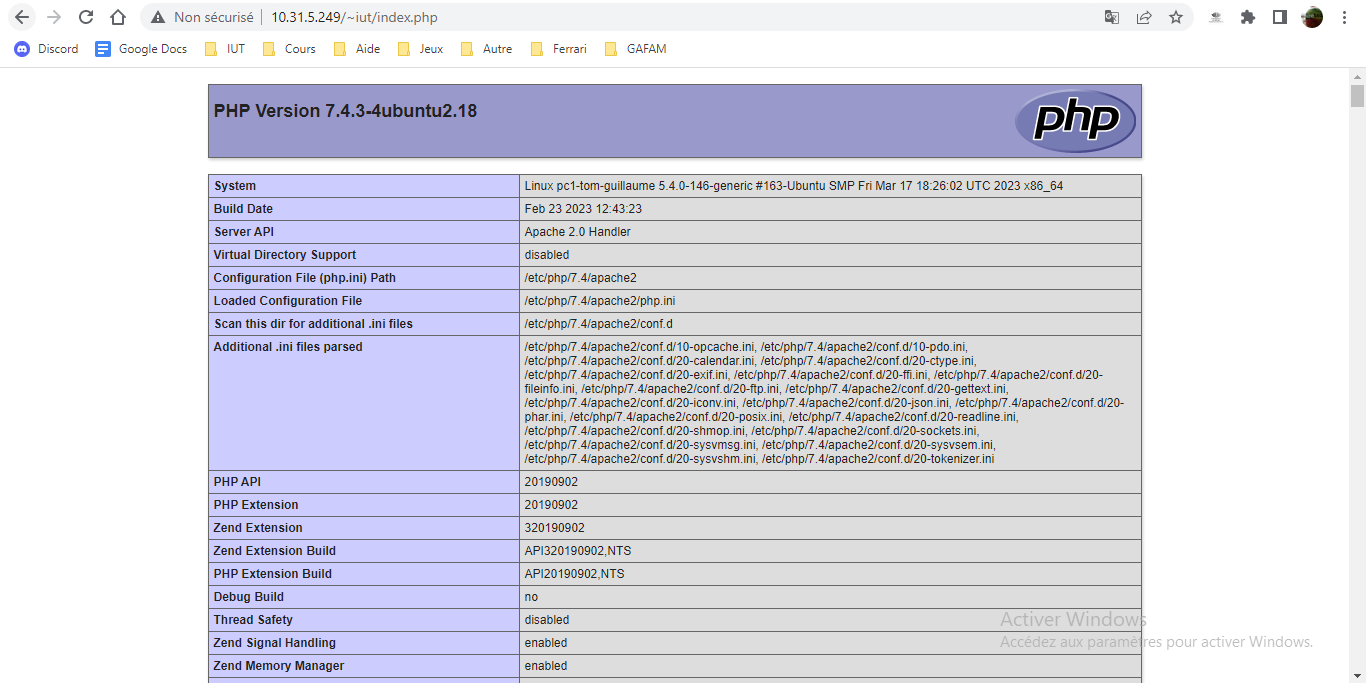 Non sécurisé | 10.31.5.249/~iut/index.php
Discord Google Docs IUT Cours Aide Jeux Autre Ferrari GAFAM
PHP Version 7.4.3-4ubuntu2.18
php
System Linux pc1-tom-guillaume 5.4.0-146-generic #163-Ubuntu SMP Fri Mar 17 18:26:02 UTC 2023 x86_64
Build Date Feb 23 2023 12:43:23
Server API Apache 2.0 Handler
Virtual Directory Support disabled
Configuration File (php.ini) Path /etc/php/7.4/apache2
Loaded Configuration File /etc/php/7.4/apache2/php.ini
Scan this dir for additional .ini files /etc/php/7.4/apache2/conf.d
Additional .ini files parsed /etc/php/7.4/apache2/conf.d/10-opcache.ini, /etc/php/7.4/apache2/conf.d/10-pdo.ini,
/etc/php/7.4/apache2/conf.d/20-calendar.ini, /etc/php/7.4/apache2/conf.d/20-ctype.ini,
/etc/php/7.4/apache2/conf.d/20-exif.ini, /etc/php/7.4/apache2/conf.d/20-ffi.ini, /etc/php/7.4/apache2/conf.d/20-
fileinfo.ini, /etc/php/7.4/apache2/conf.d/20-ftp.ini, /etc/php/7.4/apache2/conf.d/20-gettext.ini,
/etc/php/7.4/apache2/conf.d/20-iconv.ini, /etc/php/7.4/apache2/conf.d/20-json.ini, /etc/php/7.4/apache2/conf.d/20-
phar.ini, /etc/php/7.4/apache2/conf.d/20-posix.ini, /etc/php/7.4/apache2/conf.d/20-readline.ini,
/etc/php/7.4/apache2/conf.d/20-shmop.ini, /etc/php/7.4/apache2/conf.d/20-sockets.ini,
/etc/php/7.4/apache2/conf.d/20-sysvmsg.ini, /etc/php/7.4/apache2/conf.d/20-sysvsem.ini,
/etc/php/7.4/apache2/conf.d/20-sysvshm.ini, /etc/php/7.4/apache2/conf.d/20-tokenizer.ini
PHP API 20190902
PHP Extension 20190902
Zend Extension 320190902
Zend Extension Build API320190902,NTS
PHP Extension Build API20190902,NTS
Debug Build no
Thread Safety disabled
Zend Signal Handling enabled
Zend Memory Manager enabled
Activer Windows
Accédez aux paramètres pour activer Windows.